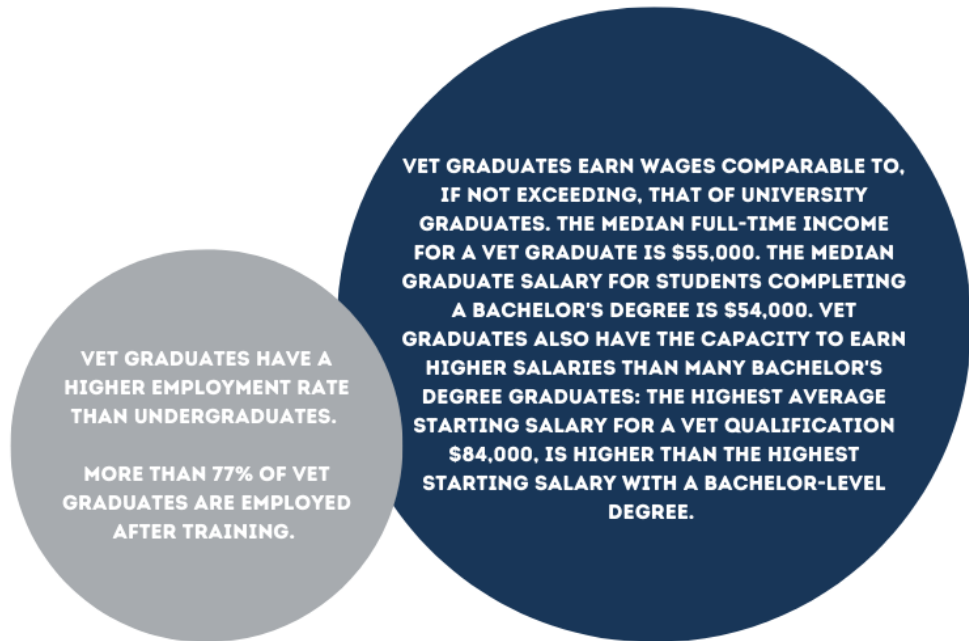 VET GRADUATES HAVE A
HIGHER EMPLOYMENT RATE
THAN UNDERGRADUATES.
MORE THAN 77% OF VET
GRADUATES ARE EMPLOYED
AFTER TRAINING.
VET GRADUATES EARN WAGES COMPARABLE TO,
IF NOT EXCEEDING, THAT OF UNIVERSITY
GRADUATES. THE MEDIAN FULL-TIME INCOME
FOR A VET GRADUATE IS $55,000. THE MEDIAN
GRADUATE SALARY FOR STUDENTS COMPLETING
A BACHELOR'S DEGREE IS $54,000. VET
GRADUATES ALSO HAVE THE CAPACITY TO EARN
HIGHER SALARIES THAN MANY BACHELOR'S
DEGREE GRADUATES: THE HIGHEST AVERAGE
STARTING SALARY FOR A VET QUALIFICATION
$84,000, IS HIGHER THAN THE HIGHEST
STARTING SALARY WITH A BACHELOR-LEVEL
DEGREE.